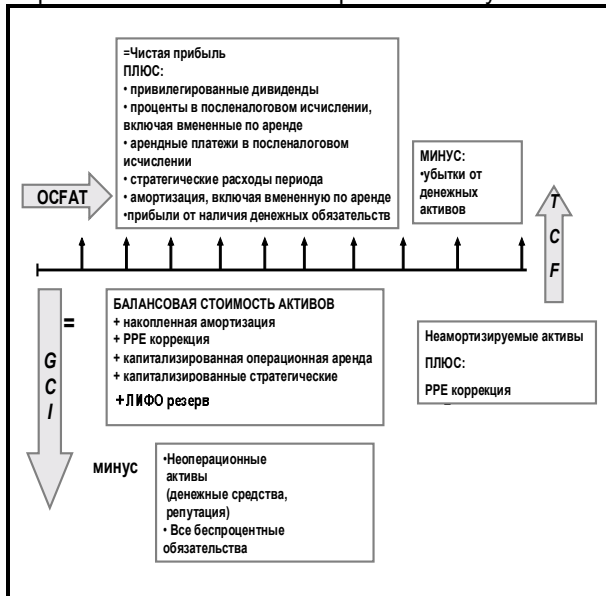 =Чистая прибыль
ПЛЮС:
• привилегированные дивиденды
• проценты в посленалоговом исчислении,
включая вмененные по аренде
• арендные платежи в посленалоговом
исчислении
• стратегические расходы периода
• амортизация, включая вмененную по аренде
•прибыли от наличия денежных обязательств
OCFAT
МИНУС:
•убытки от
денежных
активов
T
C
F
G
C
I
=
БАЛАНСОВАЯ СТОИМОСТЬ АКТИВОВ
+ накопленная амортизация
+ PPE коррекция
+ капитализированная операционная аренда
+ капитализированные стратегические
+ЛИФО резерв
Неамортизируемые активы
ПЛЮС:
PPE коррекция
минус
•Неоперационные
активы
(денежные средства,
репутация)
• Все беспроцентные
обязательства